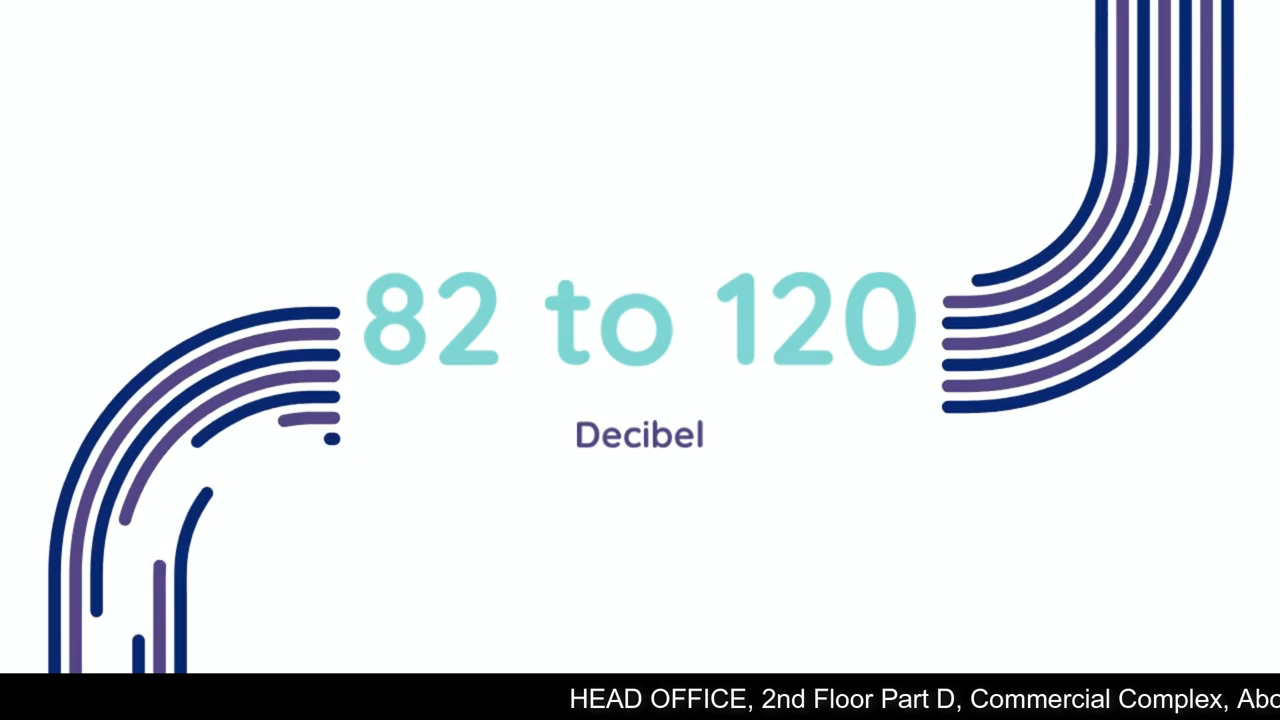 82 to 120
Decibel
HEAD OFFICE, 2nd Floor Part D, Commercial Complex,